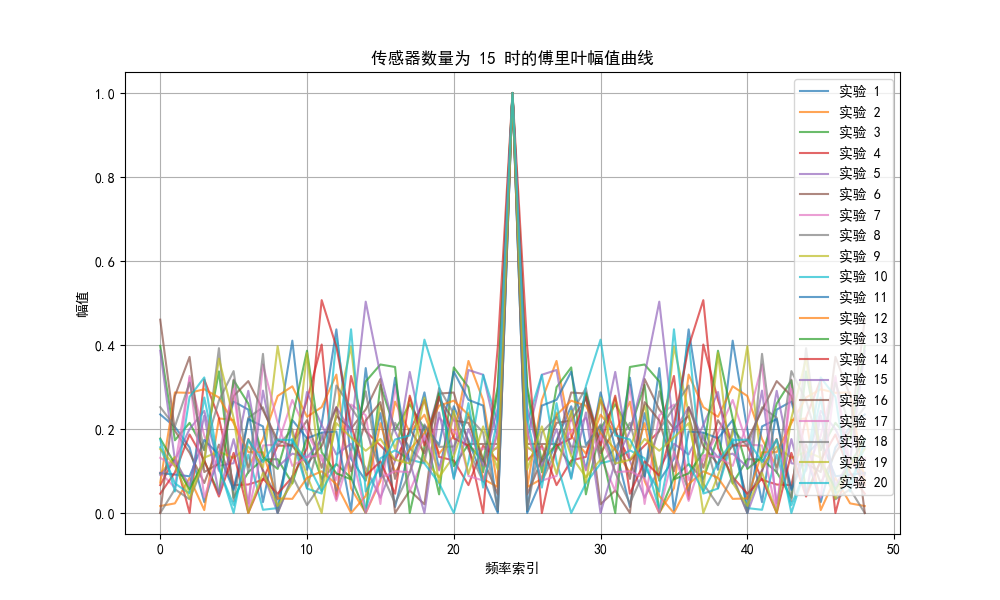 传感器数量为 15 时的傅里叶幅值曲线
幅值
1.0
0.8
0.6
0.4
0.2
0.0
0
10
20
30
40
50
频率索引
实验 1
实验 2
实验 3
实验 4
实验 5
实验 6
实验 7
实验 8
实验 9
实验 10
实验 11
实验 12
实验 13
实验 14
实验 15
实验 16
实验 17
实验 18
实验 19
实验 20